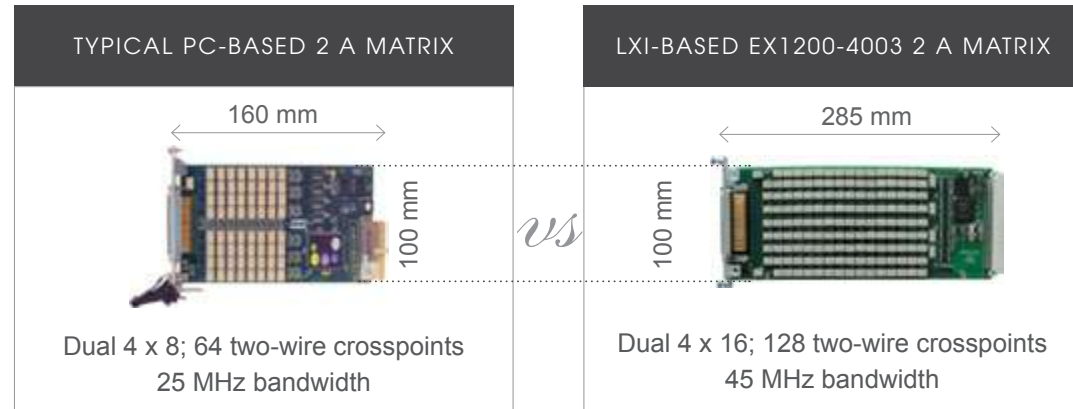 TYPICAL PC-BASED 2 A MATRIX
160 mm
100 mm
Dual 4 x 8; 64 two-wire crosspoints
25 MHz bandwidth
vs
LXI-BASED EX1200-4003 2 A MATRIX
285 mm
100 mm
Dual 4 x 16; 128 two-wire crosspoints
45 MHz bandwidth